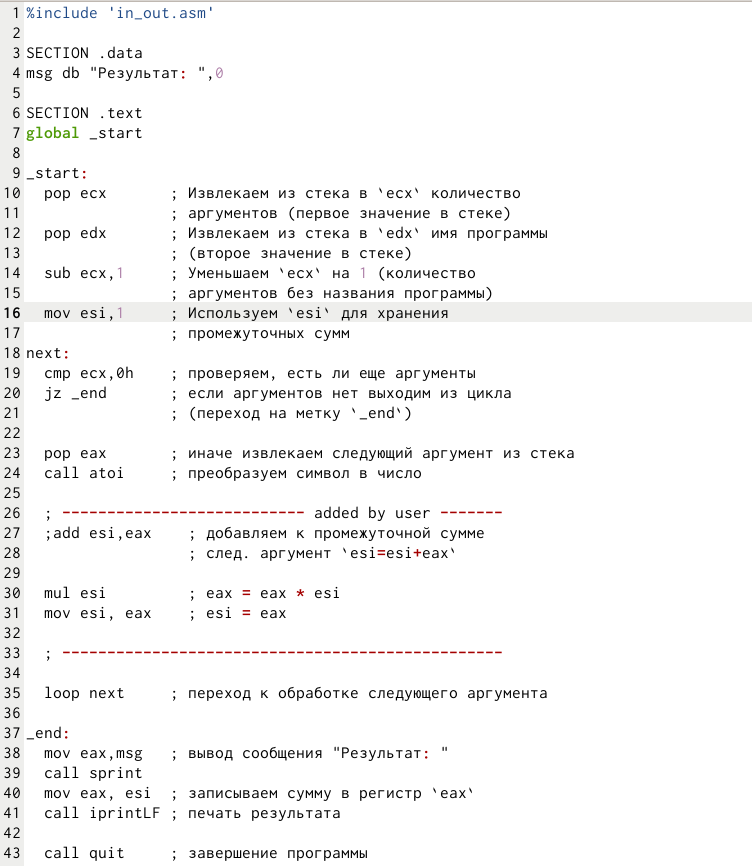 1 %include 'in_out.asm'
2
3 SECTION .data
4 msg db "Результат: ",0
5
6 SECTION .text
7 global _start
8
9 _start:
10   pop ecx       ; Извлекаем из стека в `ecx` количество
11                 ; аргументов (первое значение в стеке)
12   pop edx       ; Извлекаем из стека в `edx` имя программы
13                 ; (второе значение в стеке)
14   sub ecx,1     ; Уменьшаем `ecx` на 1 (количество
15                 ; аргументов без названия программы)
16   mov esi,1     ; Используем `esi` для хранения
17                 ; промежуточных сумм
18 next:
19   cmp ecx,0h    ; проверяем, есть ли еще аргументы
20   jz _end       ; если аргументов нет выходим из цикла
21                 ; (переход на метку `_end`)
22
23   pop eax       ; иначе извлекаем следующий аргумент из стека
24   call atoi     ; преобразуем символ в число
25
26   ; --------------------------- added by user -------
27   ;add esi,eax    ; добавляем к промежуточной сумме
28                   ; след. аргумент `esi=esi+eax`
29
30   mul esi         ; eax = eax * esi
31   mov esi, eax    ; esi = eax
32
33   ; -------------------------------------------------
34
35   loop next     ; переход к обработке следующего аргумента
36
37 _end:
38   mov eax,msg   ; вывод сообщения "Результат: "
39   call sprint
40   mov eax, esi  ; записываем сумму в регистр `eax`
41   call iprintLF ; печать результата
42
43   call quit     ; завершение программы